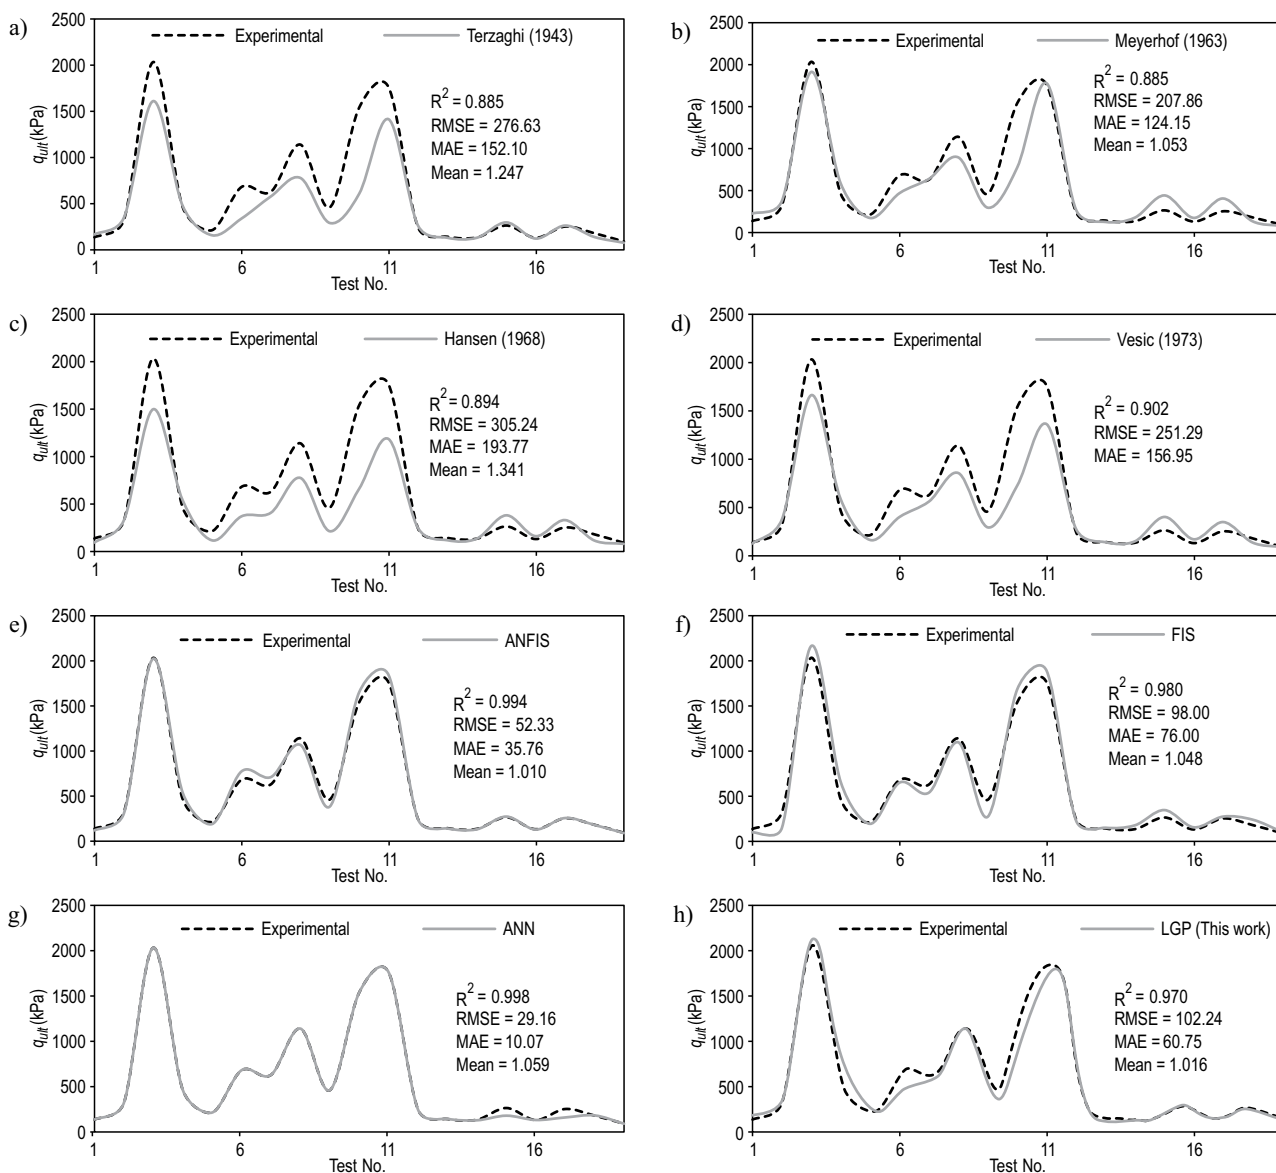 a)
2500
2000
1500
1000
500
0
q_ult (kPa)
Experimental
Terzaghi (1943)
R² = 0.885
RMSE = 276.63
MAE = 152.10
Mean = 1.247
1 6 11 16
Test No.
b)
2500
2000
1500
1000
500
0
q_ult (kPa)
Experimental
Meyerhof (1963)
R² = 0.885
RMSE = 207.86
MAE = 124.15
Mean = 1.053
1 6 11 16
Test No.
c)
2500
2000
1500
1000
500
0
q_ult (kPa)
Experimental
Hansen (1968)
R² = 0.894
RMSE = 305.24
MAE = 193.77
Mean = 1.341
1 6 11 16
Test No.
d)
2500
2000
1500
1000
500
0
q_ult (kPa)
Experimental
Vesic (1973)
R² = 0.902
RMSE = 251.29
MAE = 156.95
1 6 11 16
Test No.
e)
2500
2000
1500
1000
500
0
q_ult (kPa)
Experimental
ANFIS
R² = 0.994
RMSE = 52.33
MAE = 35.76
Mean = 1.010
1 6 11 16
Test No.
f)
2500
2000
1500
1000
500
0
q_ult (kPa)
Experimental
FIS
R² = 0.980
RMSE = 98.00
MAE = 76.00
Mean = 1.048
1 6 11 16
Test No.
g)
2500
2000
1500
1000
500
0
q_ult (kPa)
Experimental
ANN
R² = 0.998
RMSE = 29.16
MAE = 10.07
Mean = 1.059
1 6 11 16
Test No.
h)
2500
2000
1500
1000
500
0
q_ult (kPa)
Experimental
LGP (This work)
R² = 0.970
RMSE = 102.24
MAE = 60.75
Mean = 1.016
1 6 11 16
Test No.